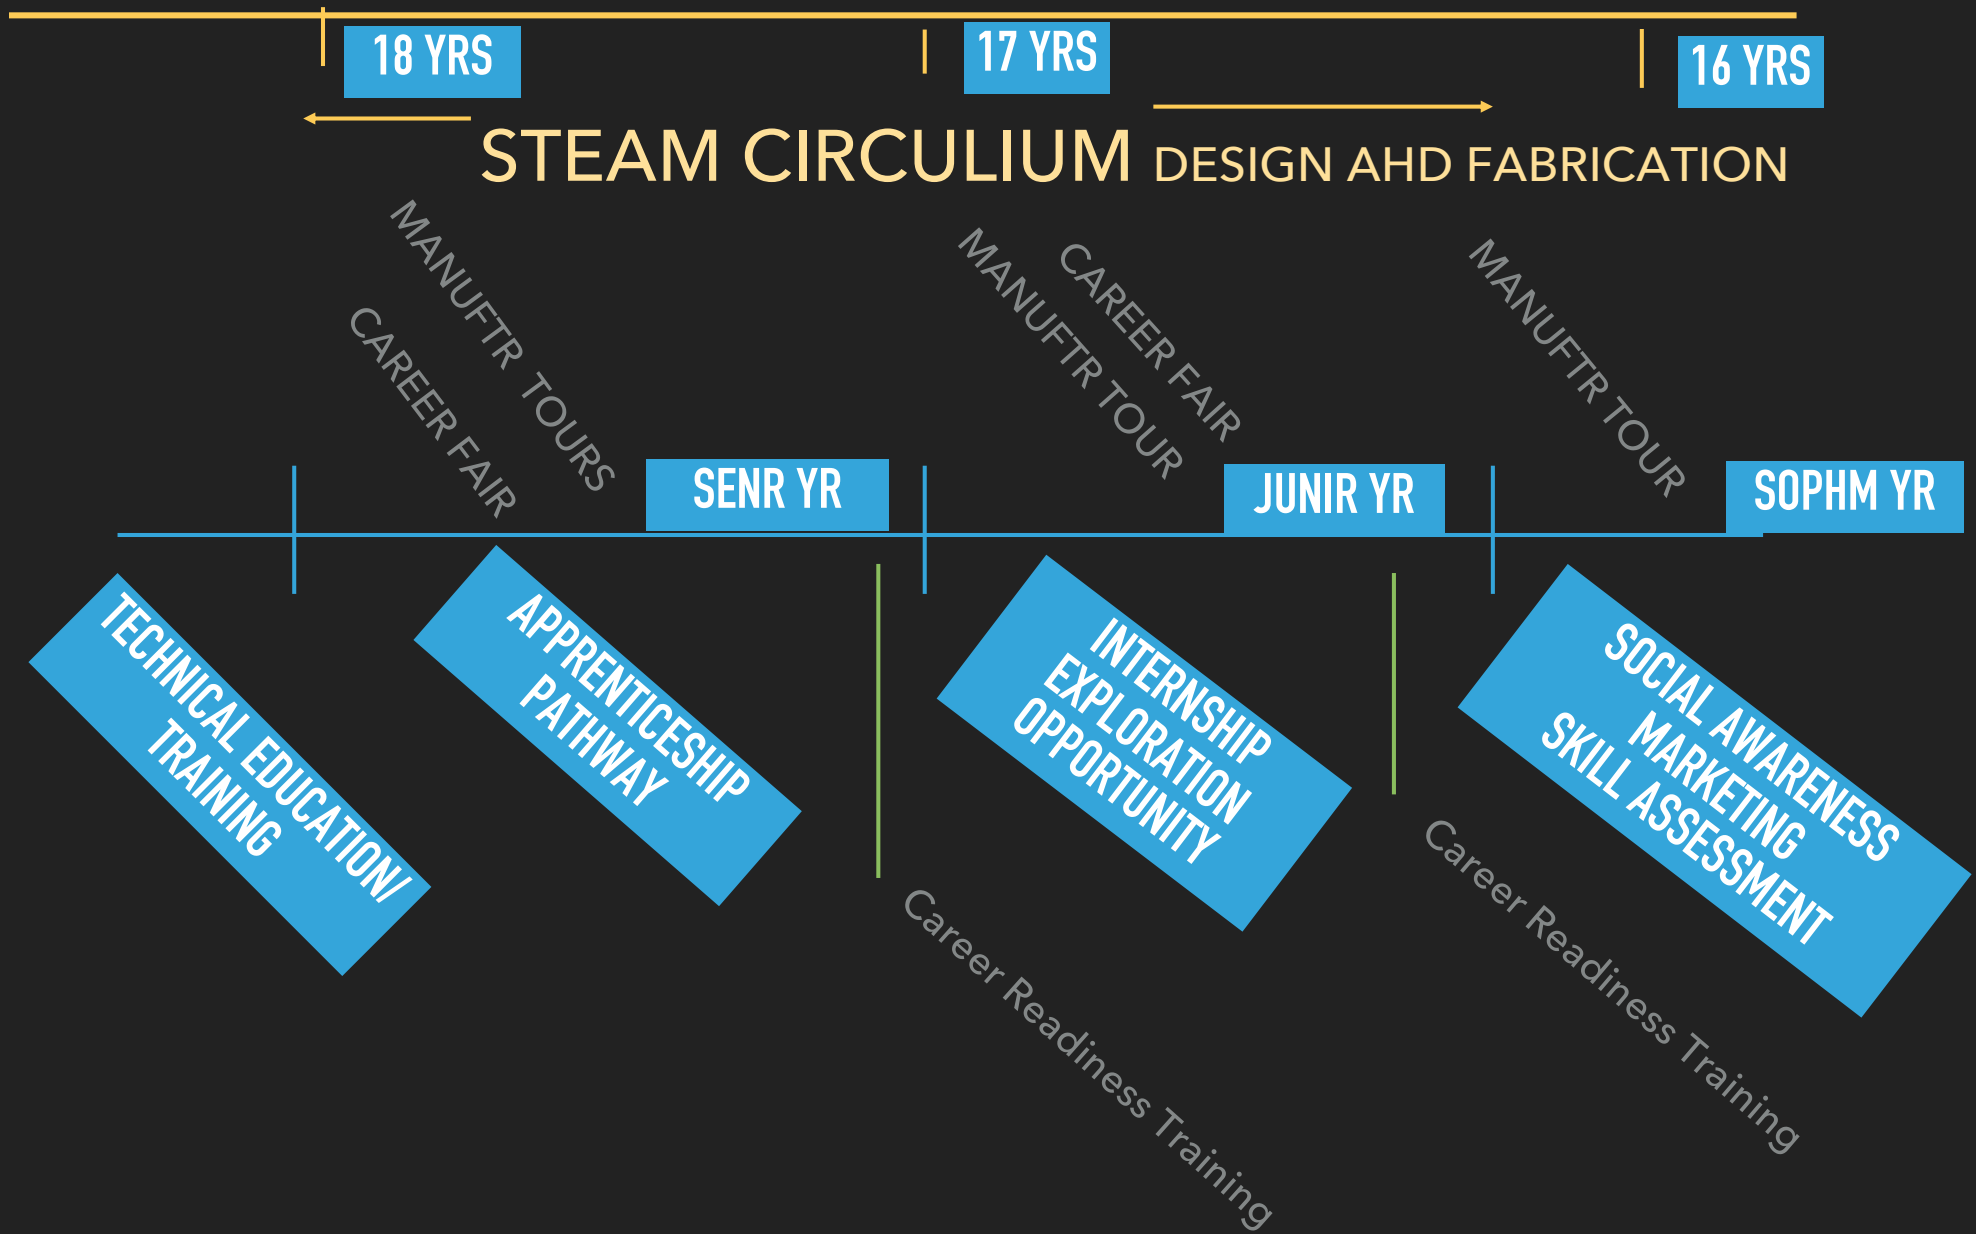 18 YRS
17 YRS
16 YRS
STEAM CIRCULIUM DESIGN AHD FABRICATION
MANUFTR TOURS
CAREER FAIR
CAREER FAIR
MANUFTR TOUR
MANUFTR TOUR
SENR YR
JUNIR YR
SOPHM YR
TECHNICAL EDUCATION/
TRAINING
APPRENTICESHIP
PATHWAY
INTERNSHIP
EXPLORATION
OPPORTUNITY
SOCIAL AWARENESS
MARKETING
SKILL ASSESSMENT
Career Readiness Training
Career Readiness Training